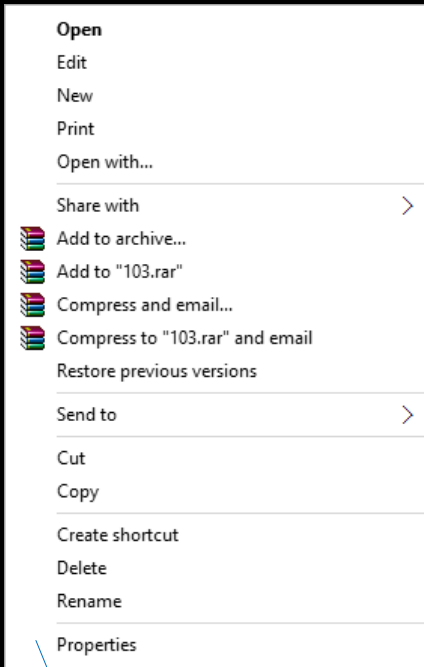 Open
Edit
New
Print
Open with...
Share with
Add to archive...
Add to "103.rar"
Compress and email...
Compress to "103.rar" and email
Restore previous versions
Send to
Cut
Copy
Create shortcut
Delete
Rename
Properties